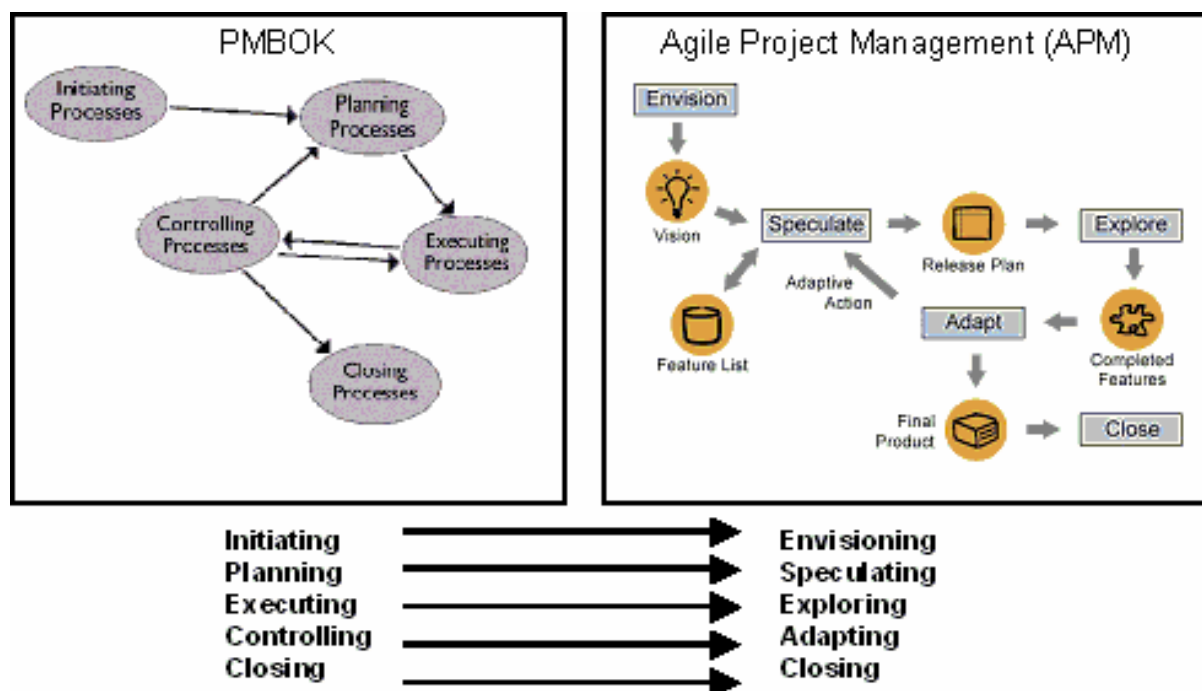 PMBOK
Initiating
Processes
Planning
Processes
Controlling
Processes
Executing
Processes
Closing
Processes
Agile Project Management (APM)
Envision
Vision
Speculate
Release Plan
Explore
Feature List
Adaptive
Action
Adapt
Completed
Features
Final
Product
Close
Initiating
Planning
Executing
Controlling
Closing
Envisioning
Speculating
Exploring
Adapting
Closing